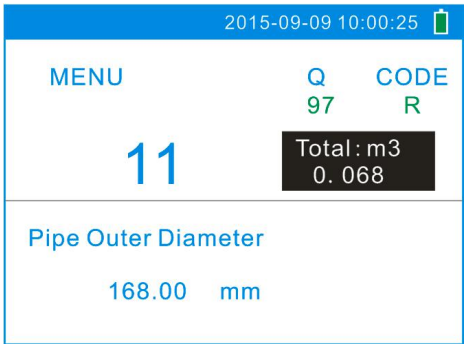 2015-09-09 10:00:25
MENU Q CODE
97 R
11
Total: m3
0. 068
Pipe Outer Diameter
168.00 mm